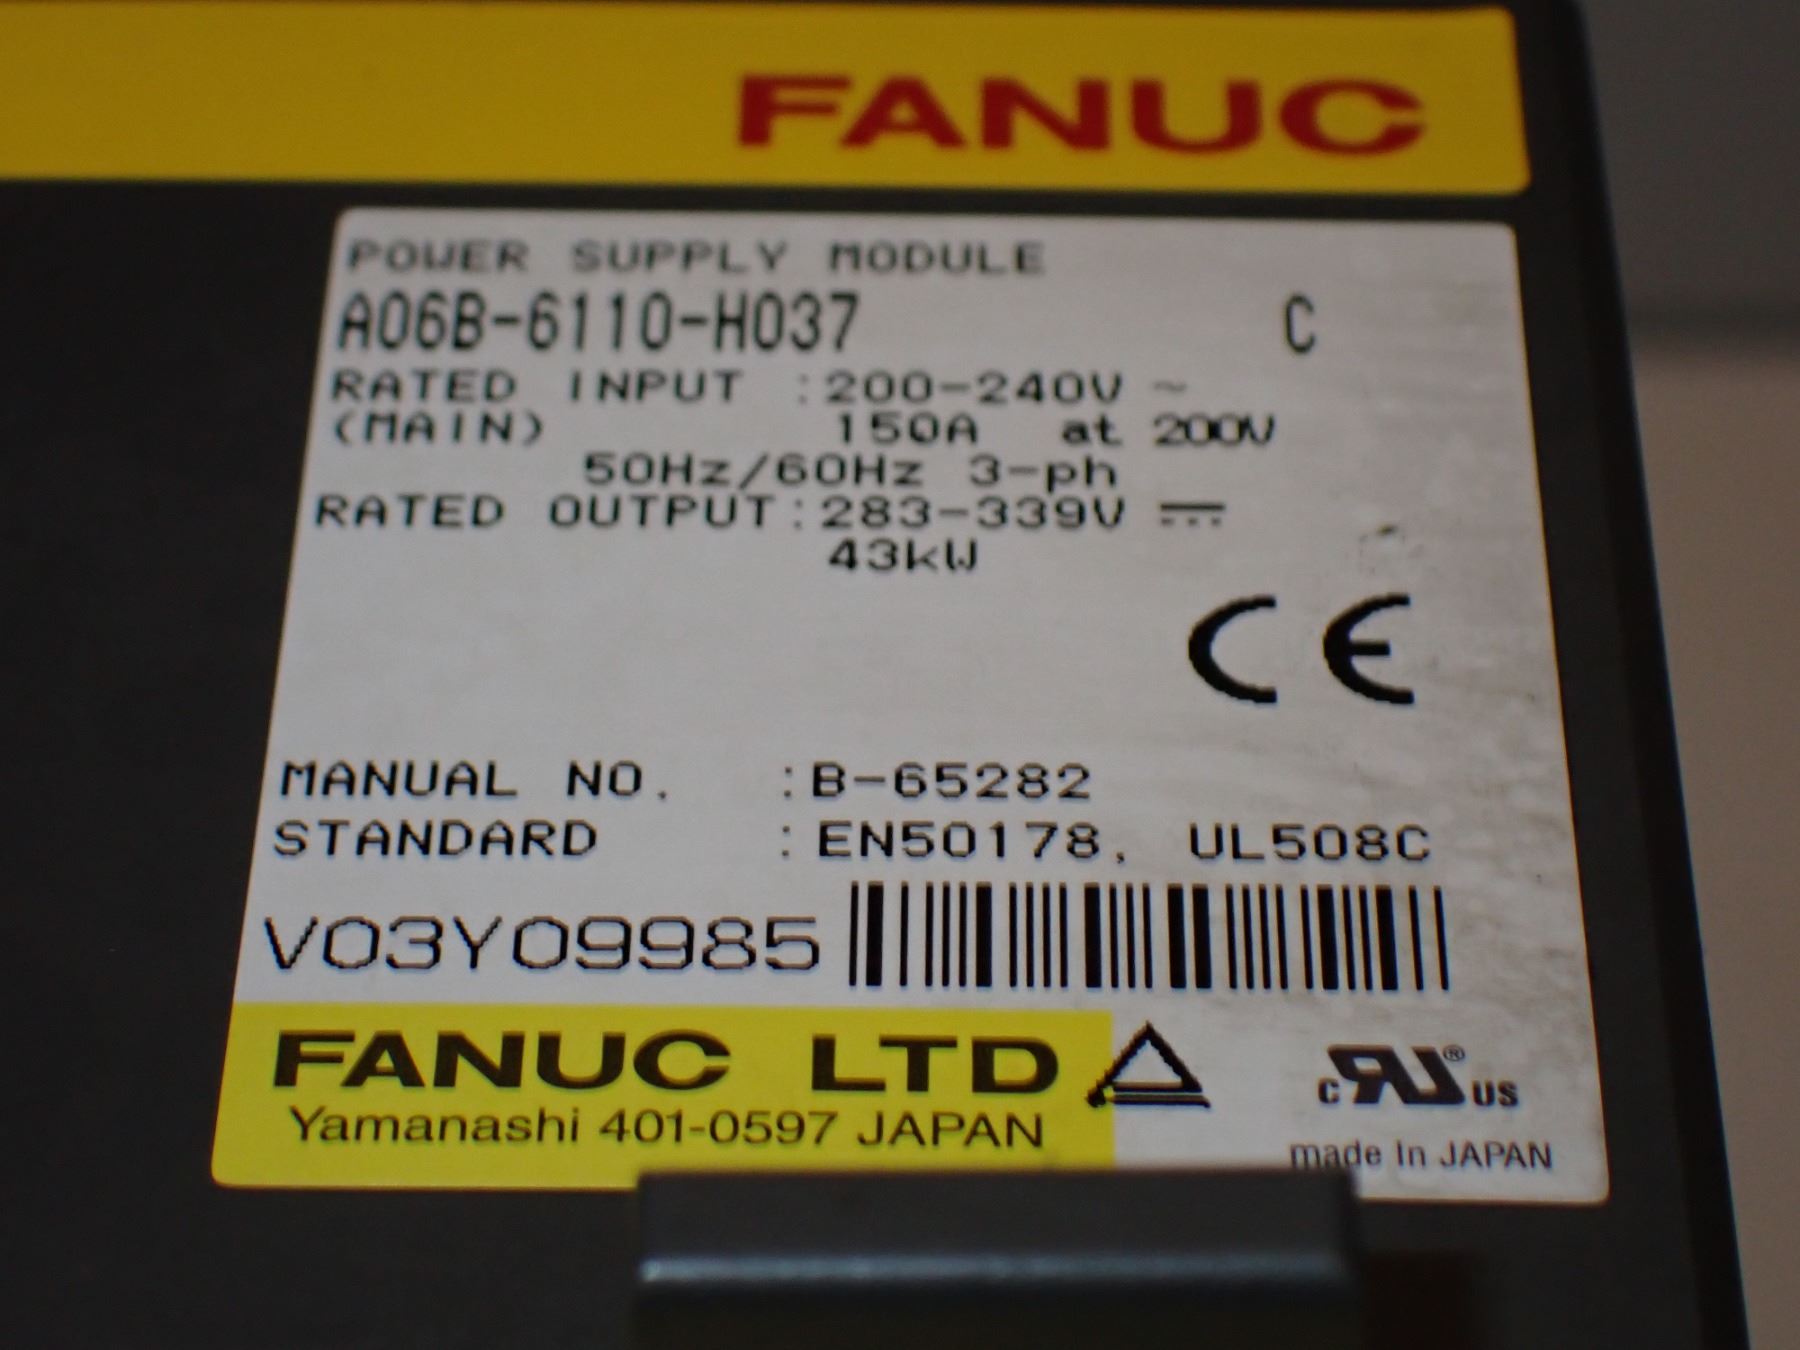 FANUC
POWER SUPPLY MODULE
A06B-6110-H037 C
RATED INPUT :200-240V ~
(MAIN) 150A at 200V
50Hz/60Hz 3-ph
RATED OUTPUT:283-339V ⎓
43kW
CE
MANUAL NO. :B-65282
STANDARD :EN50178, UL508C
V03Y09985
FANUC LTD
Yamanashi 401-0597 JAPAN
c RU ® US
made In JAPAN